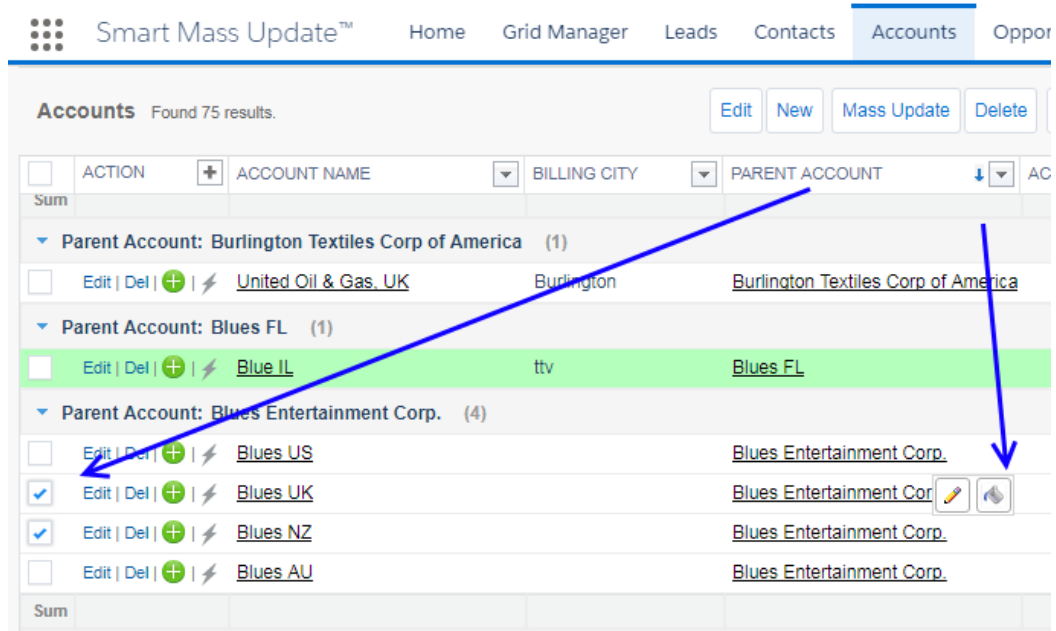 Smart Mass Update™ Home Grid Manager Leads Contacts Accounts Oppor
Accounts Found 75 results. Edit New Mass Update Delete
ACTION ACCOUNT NAME BILLING CITY PARENT ACCOUNT AC
Sum
Parent Account: Burlington Textiles Corp of America (1)
Edit | Del | | United Oil & Gas, UK Burlington Burlington Textiles Corp of America
Parent Account: Blues FL (1)
Edit | Del | | Blue IL ttv Blues FL
Parent Account: Blues Entertainment Corp. (4)
Edit | Del | | Blues US Blues Entertainment Corp.
Edit | Del | | Blues UK Blues Entertainment Cor
Edit | Del | | Blues NZ Blues Entertainment Corp.
Edit | Del | | Blues AU Blues Entertainment Corp.
Sum